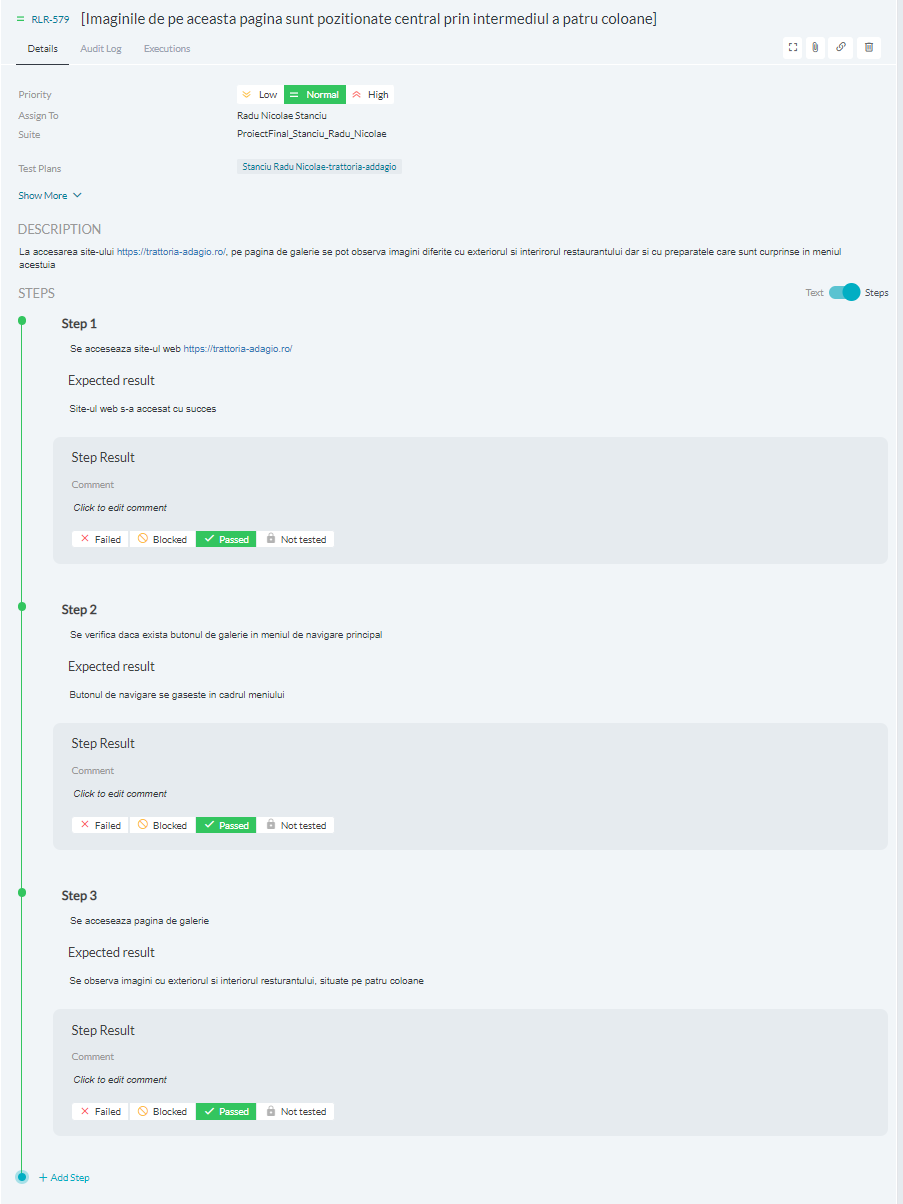 RLR-579 [Imaginile de pe aceasta pagina sunt pozitionate central prin intermediul a patru coloane]
Details Audit Log Executions
Priority Low Normal High
Assign To Radu Nicolae Stanciu
Suite ProiectFinal_Stanciu_Radu_Nicolae
Test Plans Stanciu Radu Nicolae-trattoria-addagio
Show More
DESCRIPTION
La accesarea site-ului https://trattoria-adagio.ro/, pe pagina de galerie se pot observa imagini diferite cu exteriorul si interirorul restaurantului dar si cu preparatele care sunt curprinse in meniul
acestuia
STEPS Text Steps
Step 1
Se acceseaza site-ul web https://trattoria-adagio.ro/
Expected result
Site-ul web s-a accesat cu succes
Step Result
Comment
Click to edit comment
Failed Blocked Passed Not tested
Step 2
Se verifica daca exista butonul de galerie in meniul de navigare principal
Expected result
Butonul de navigare se gaseste in cadrul meniului
Step Result
Comment
Click to edit comment
Failed Blocked Passed Not tested
Step 3
Se acceseaza pagina de galerie
Expected result
Se observa imagini cu exteriorul si interiorul resturantului, situate pe patru coloane
Step Result
Comment
Click to edit comment
Failed Blocked Passed Not tested
+ Add Step